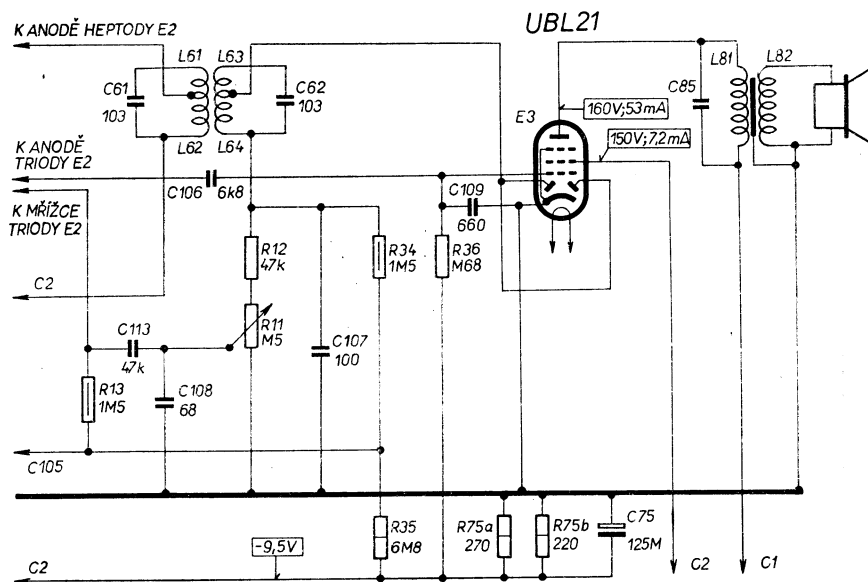 UBL21
K ANODĚ HEPTODY E2
L61
L63
C61
103
C62
103
L62
L64
L81
L82
C85
160V;53mA
E3
150V;7,2mA
K ANODĚ
TRIODY E2
C106
6k8
C109
660
K MŘÍŽCE
TRIODY E2
R12
47k
R34
1M5
R36
M68
C2
R11
M5
C113
47k
C107
100
R13
1M5
C108
68
C105
R35
6M8
R75a
270
R75b
220
C75
125M
C2
-9,5V
C2
C1